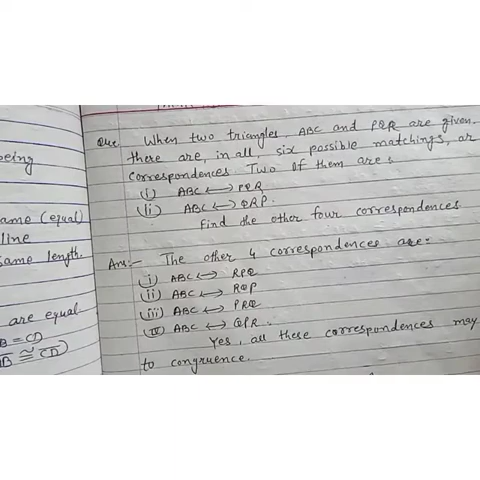 Que When two triangles, ABC and PQR are given.
there are, in all, six possible matchings, or
correspondences Two of them are:
(i) ABC ⟷ PQR
(ii) ABC ⟷ QRP.
Find the other four correspondences
Ans:- The other 4 correspondences are:
(i) ABC ⟷ RPQ
(ii) ABC ⟷ RQP
(iii) ABC ⟷ PRQ
(iv) ABC ⟷ QPR.
Yes, all these correspondences may
to congruence.
being
ame (equal)
line
same length.
are equal
B = CD
AB ≅ CD)